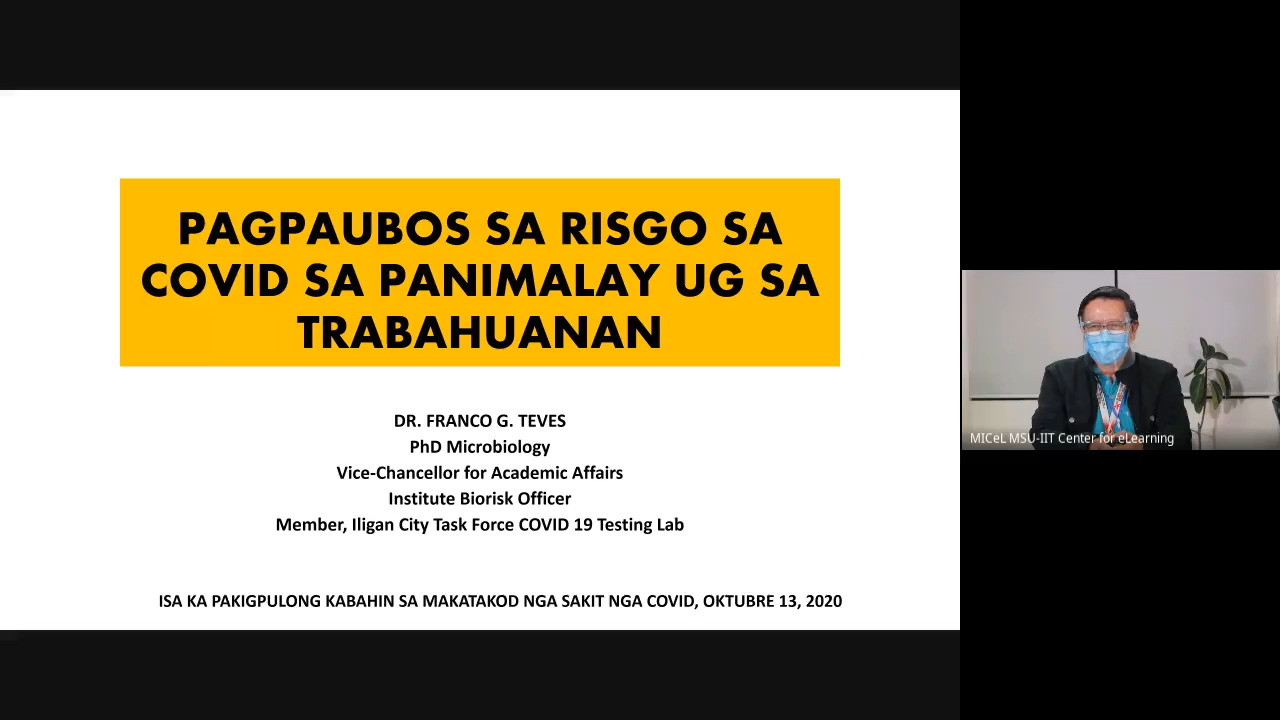 PAGPAUBOS SA RISGO SA
COVID SA PANIMALAY UG SA
TRABAHUANAN
DR. FRANCO G. TEVES
PhD Microbiology
Vice-Chancellor for Academic Affairs
Institute Biorisk Officer
Member, Iligan City Task Force COVID 19 Testing Lab
ISA KA PAKIGPULONG KABAHIN SA MAKATAKOD NGA SAKIT NGA COVID, OKTUBRE 13, 2020
MICeL MSU-IIT Center for eLearning